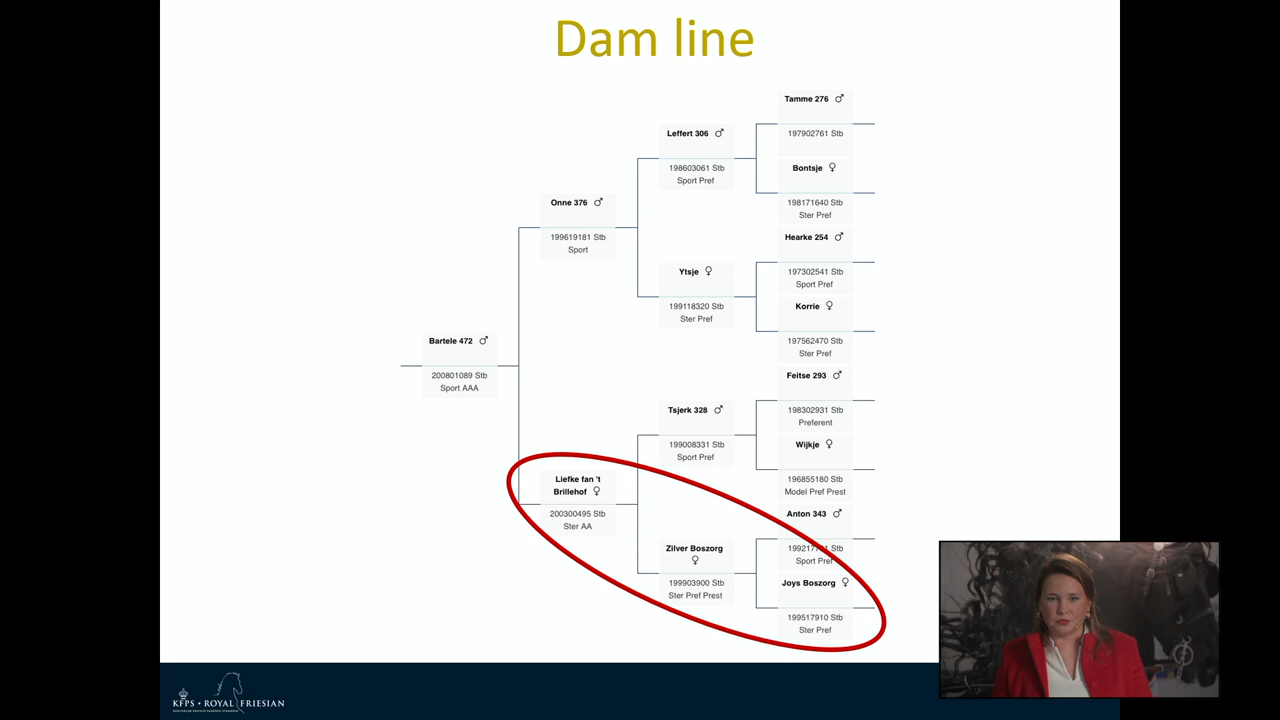 Dam line
Tamme 276 ♂
197902761 Stb
Leffert 306 ♂
198603061 Stb
Sport Pref
Bontsje ♀
198171640 Stb
Ster Pref
Onne 376 ♂
199619181 Stb
Sport
Hearke 254 ♂
197302541 Stb
Sport Pref
Ytsje ♀
199118320 Stb
Ster Pref
Korrie ♀
197562470 Stb
Ster Pref
Bartele 472 ♂
200801089 Stb
Sport AAA
Feitse 293 ♂
198302931 Stb
Preferent
Tsjerk 328 ♂
199008331 Stb
Sport Pref
Wijkje ♀
196855180 Stb
Model Pref Prest
Liefke fan 't
Brillehof ♀
200300495 Stb
Ster AA
Anton 343 ♂
Stb
Sport Pref
Zilver Boszorg
♀
199903900 Stb
Ster Pref Prest
Joys Boszorg ♀
199517910 Stb
Ster Pref
KFPS • ROYAL FRIESIAN